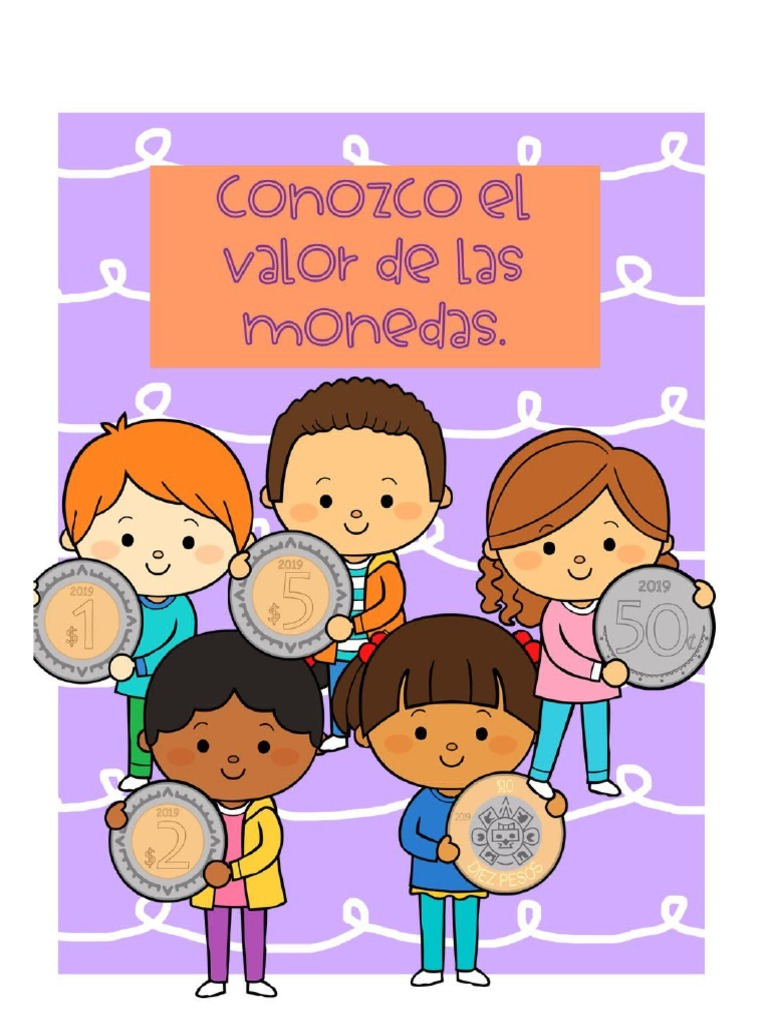 Conozco el
valor de las
monedas.
2019
$1
2019
$5
2019
50¢
2019
$2
$10
2019
DIEZ PESOS